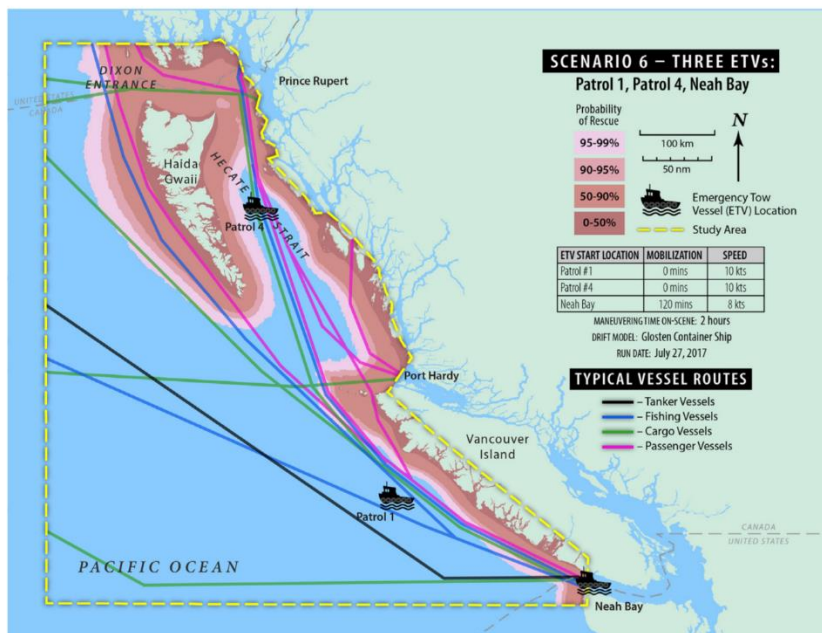 SCENARIO 6 – THREE ETVs:
Patrol 1, Patrol 4, Neah Bay
Probability
of Rescue
95-99%
90-95%
50-90%
0-50%
100 km
50 nm
N
Emergency Tow
Vessel (ETV) Location
Study Area
ETV START LOCATION MOBILIZATION SPEED
Patrol #1 0 mins 10 kts
Patrol #4 0 mins 10 kts
Neah Bay 120 mins 8 kts
MANEUVERING TIME ON-SCENE: 2 hours
DRIFT MODEL: Glosten Container Ship
RUN DATE: July 27, 2017
TYPICAL VESSEL ROUTES
– Tanker Vessels
– Fishing Vessels
– Cargo Vessels
– Passenger Vessels
DIXON
ENTRANCE
UNITED STATES
CANADA
Prince Rupert
Haida
Gwaii
HECATE STRAIT
Patrol 4
Port Hardy
Vancouver
Island
Patrol 1
CANADA
UNITED STATES
PACIFIC OCEAN
Neah Bay